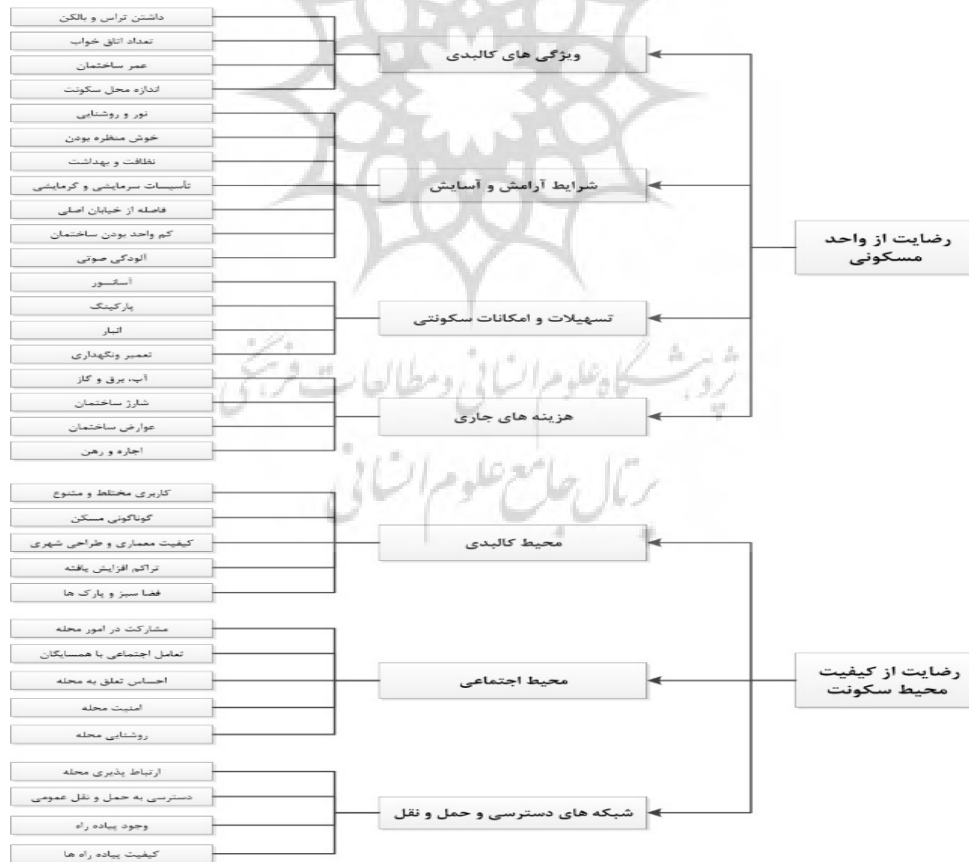 رضایت از واحد
مسکونی
ویژگی های کالبدی
داشتن تراس و بالکن
تعداد اتاق خواب
عمر ساختمان
اندازه محل سکونت
شرایط آرامش و آسایش
نور و روشنایی
خوش منظره بودن
نظافت و بهداشت
تأسیسات سرمایشی و گرمایشی
فاصله از خیابان اصلی
کم واحد بودن ساختمان
آلودگی صوتی
تسهیلات و امکانات سکونتی
آسانسور
پارکینگ
انبار
تعمیر ونگهداری
هزینه های جاری
آب، برق و گاز
شارژ ساختمان
عوارض ساختمان
اجاره و رهن
رضایت از کیفیت
محیط سکونت
محیط کالبدی
کاربری مختلط و متنوع
گوناگونی مسکن
کیفیت معماری و طراحی شهری
تراکم افزایش یافته
فضا سبز و پارک ها
محیط اجتماعی
مشارکت در امور محله
تعامل اجتماعی با همسایگان
احساس تعلق به محله
امنیت محله
روشنایی محله
شبکه های دسترسی و حمل و نقل
ارتباط پذیری محله
دسترسی به حمل و نقل عمومی
وجود پیاده راه
کیفیت پیاده راه ها
پژوهشگاه علوم انسانی و مطالعات فرهنگی
پرتال جامع علوم انسانی